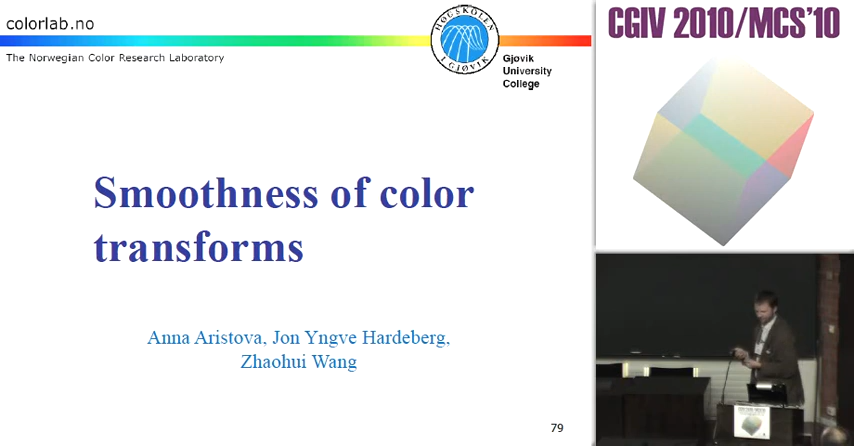 colorlab.no
The Norwegian Color Research Laboratory
HØGSKOLEN
I GJØVIK
Gjøvik
University
College
Smoothness of color
transforms
Anna Aristova, Jon Yngve Hardeberg,
Zhaohui Wang
79
CGIV 2010/MCS'10